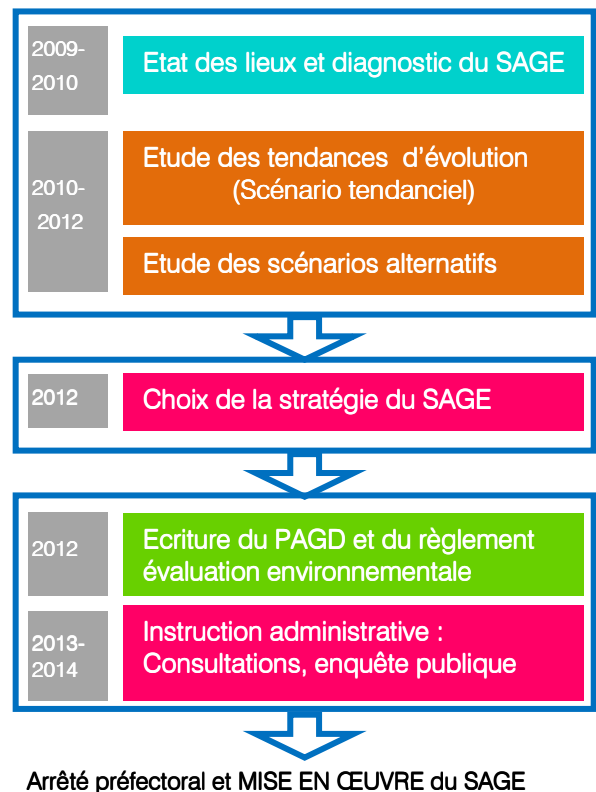 2009-
2010
Etat des lieux et diagnostic du SAGE
2010-
2012
Etude des tendances d'évolution
(Scénario tendanciel)
Etude des scénarios alternatifs
2012
Choix de la stratégie du SAGE
2012
Ecriture du PAGD et du règlement
évaluation environnementale
2013-
2014
Instruction administrative :
Consultations, enquête publique
Arrêté préfectoral et MISE EN ŒUVRE du SAGE